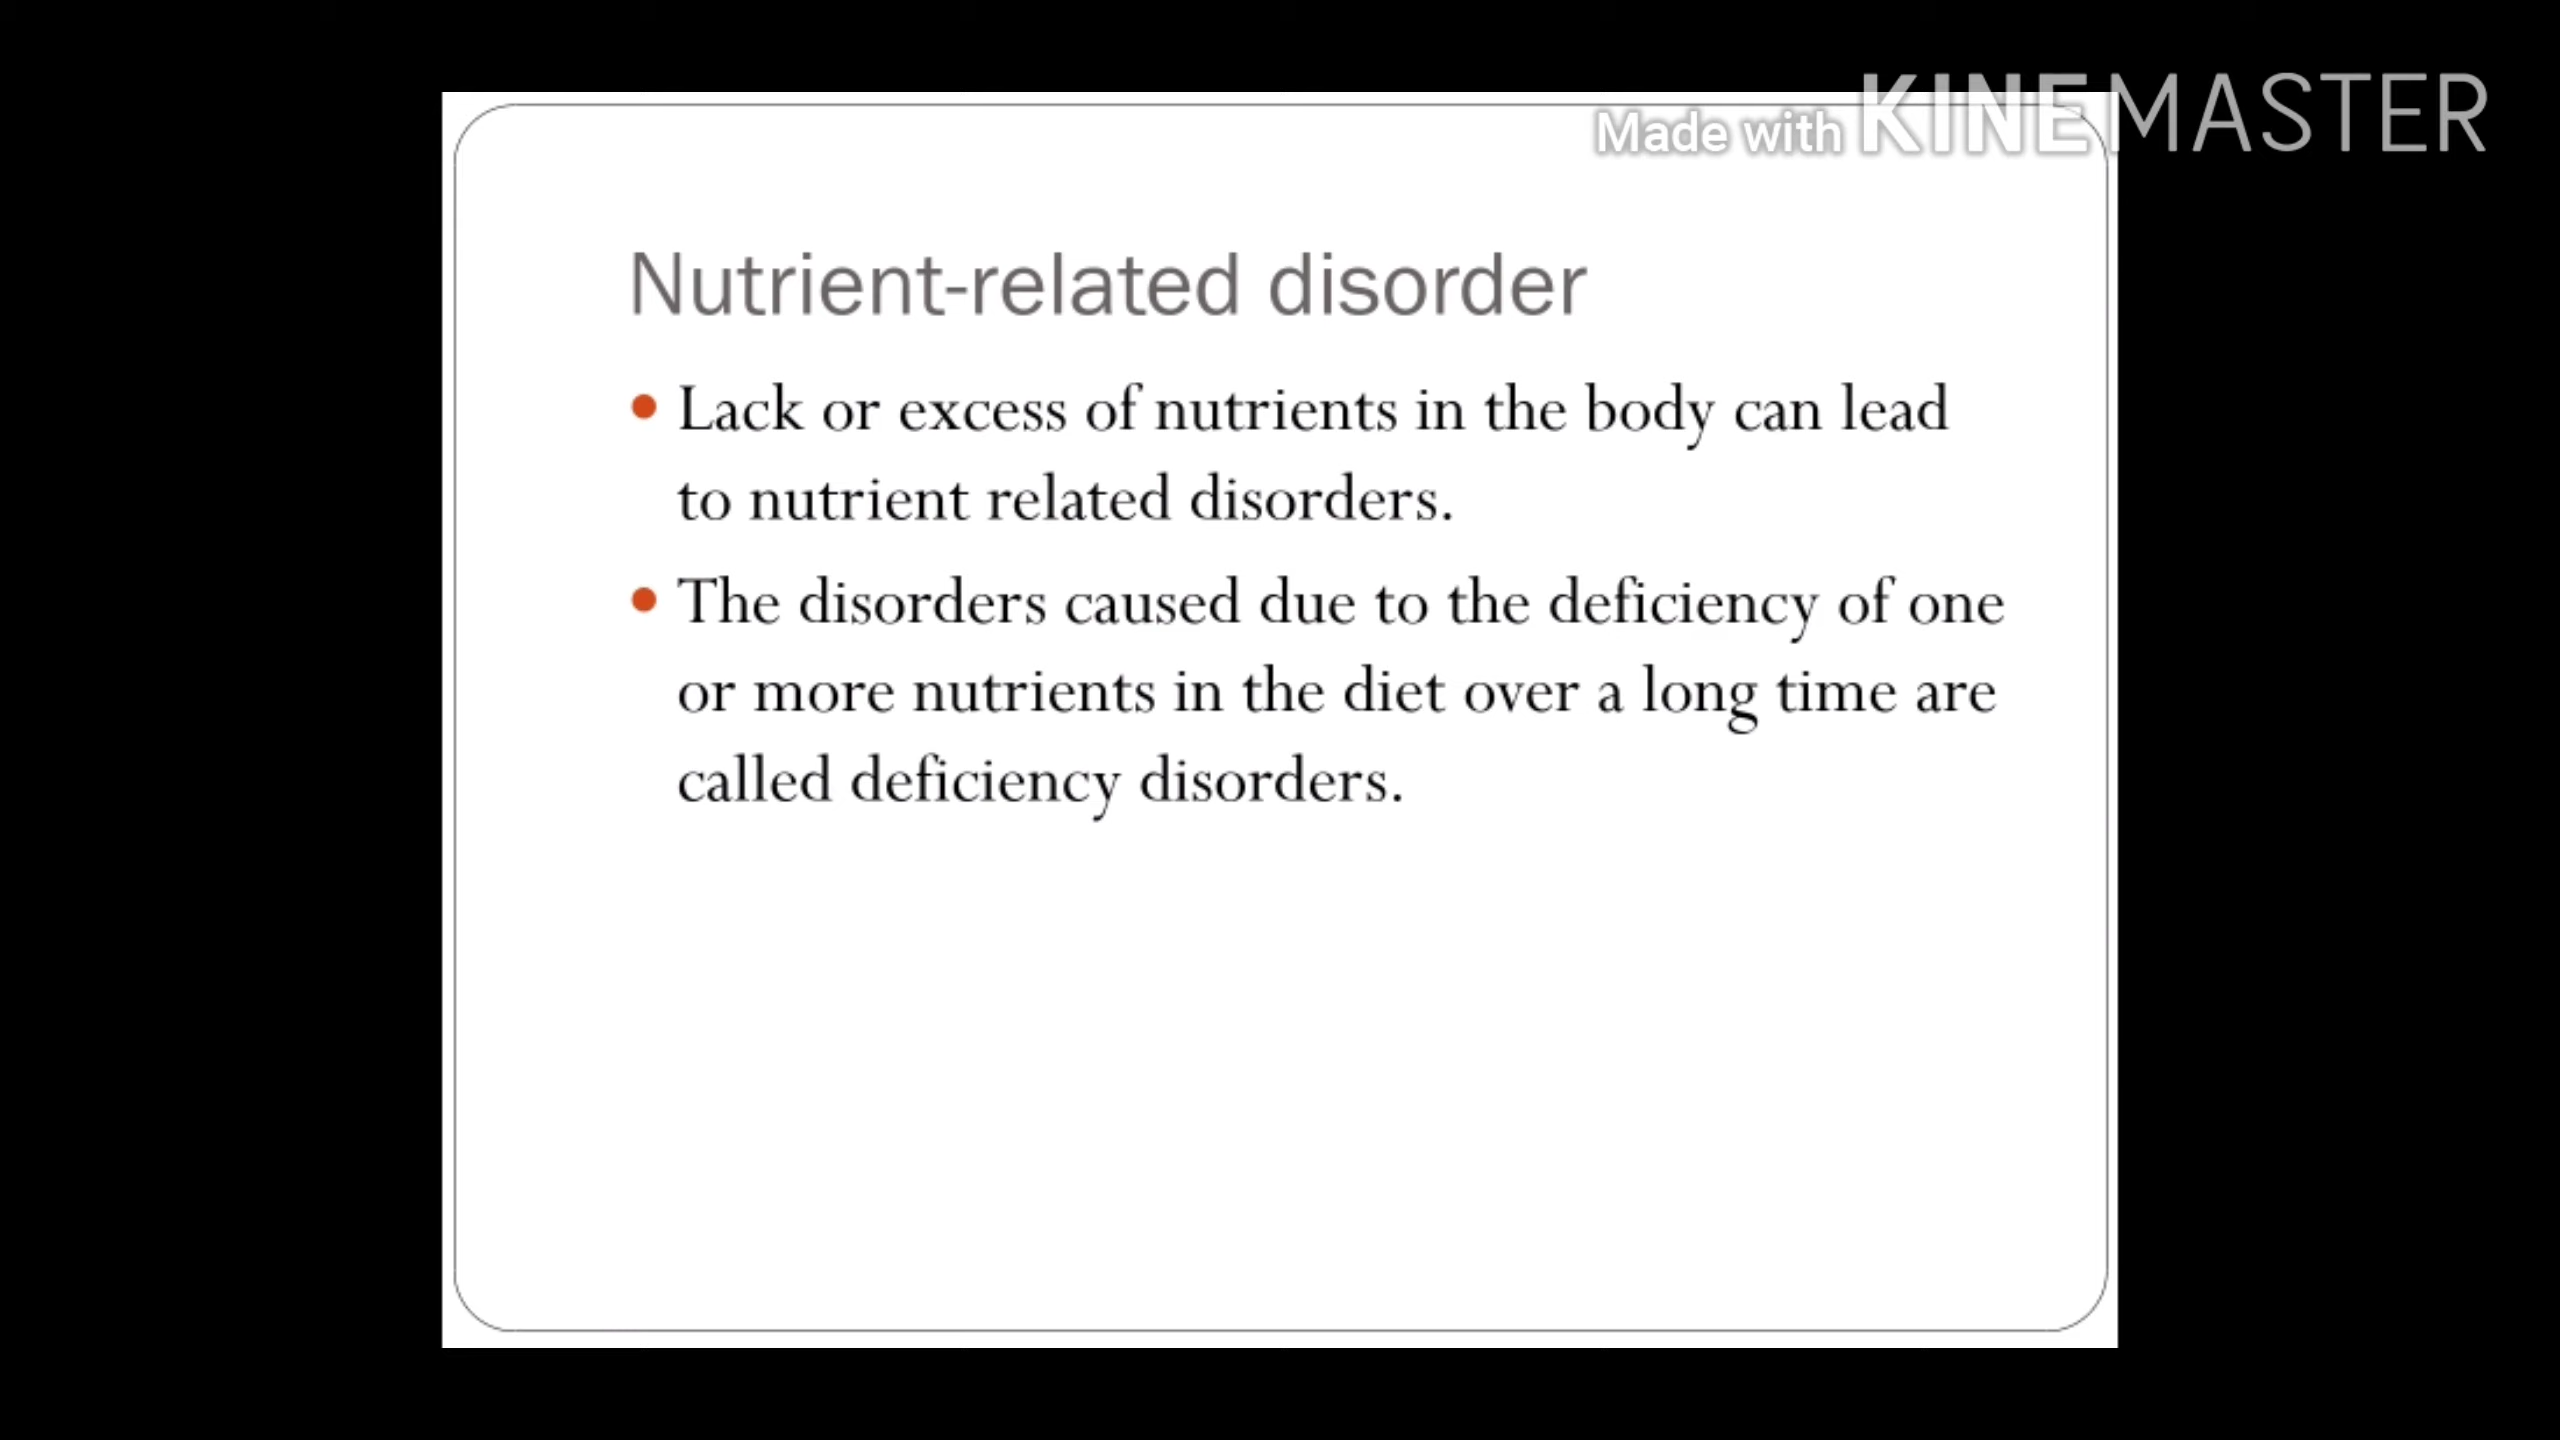 Made with KINEMASTER
Nutrient-related disorder
• Lack or excess of nutrients in the body can lead
to nutrient related disorders.
• The disorders caused due to the deficiency of one
or more nutrients in the diet over a long time are
called deficiency disorders.